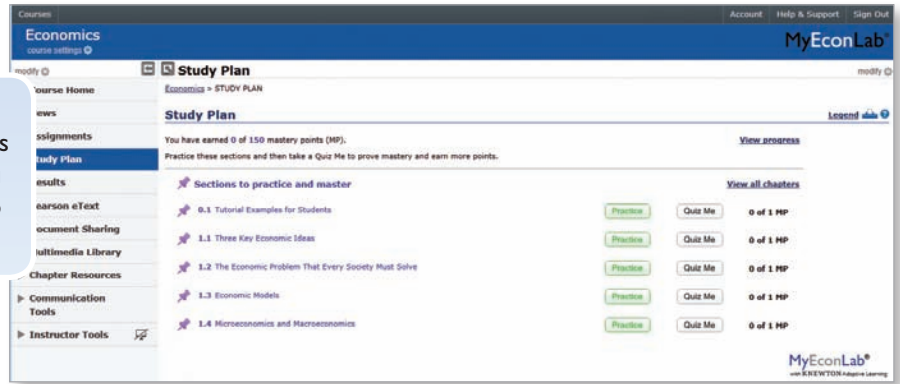 Courses
Account Help & Support Sign Out
Economics
course settings
MyEconLab®
modify
Study Plan
modify
Economics > STUDY PLAN
ourse Home
ews
ssignments
tudy Plan
esults
earson eText
ocument Sharing
ultimedia Library
Chapter Resources
Communication
Tools
Instructor Tools
s
Study Plan
Legend
You have earned 0 of 150 mastery points (MP).
View progress
Practice these sections and then take a Quiz Me to prove mastery and earn more points.
Sections to practice and master
View all chapters
0.1 Tutorial Examples for Students Practice Quiz Me 0 of 1 MP
1.1 Three Key Economic Ideas Practice Quiz Me 0 of 1 MP
1.2 The Economic Problem That Every Society Must Solve Practice Quiz Me 0 of 1 MP
1.3 Economic Models Practice Quiz Me 0 of 1 MP
1.4 Microeconomics and Macroeconomics Practice Quiz Me 0 of 1 MP
MyEconLab®
with KNEWTON Adaptive Learning